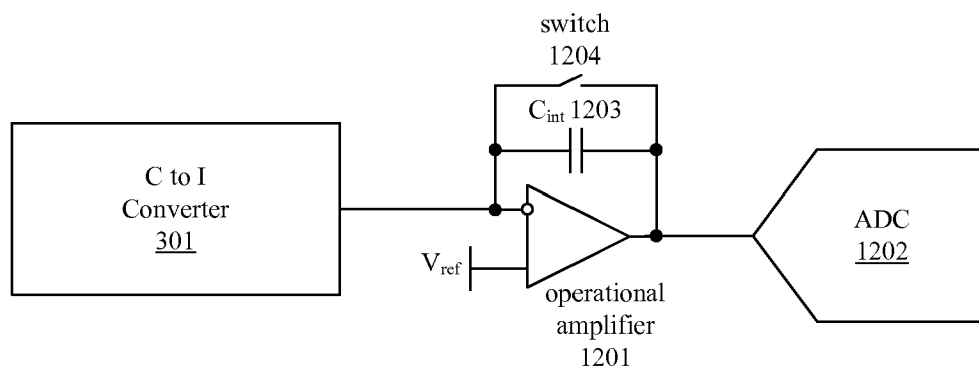 switch
1204
C_int 1203
C to I
Converter
301
ADC
1202
V_ref
operational
amplifier
1201